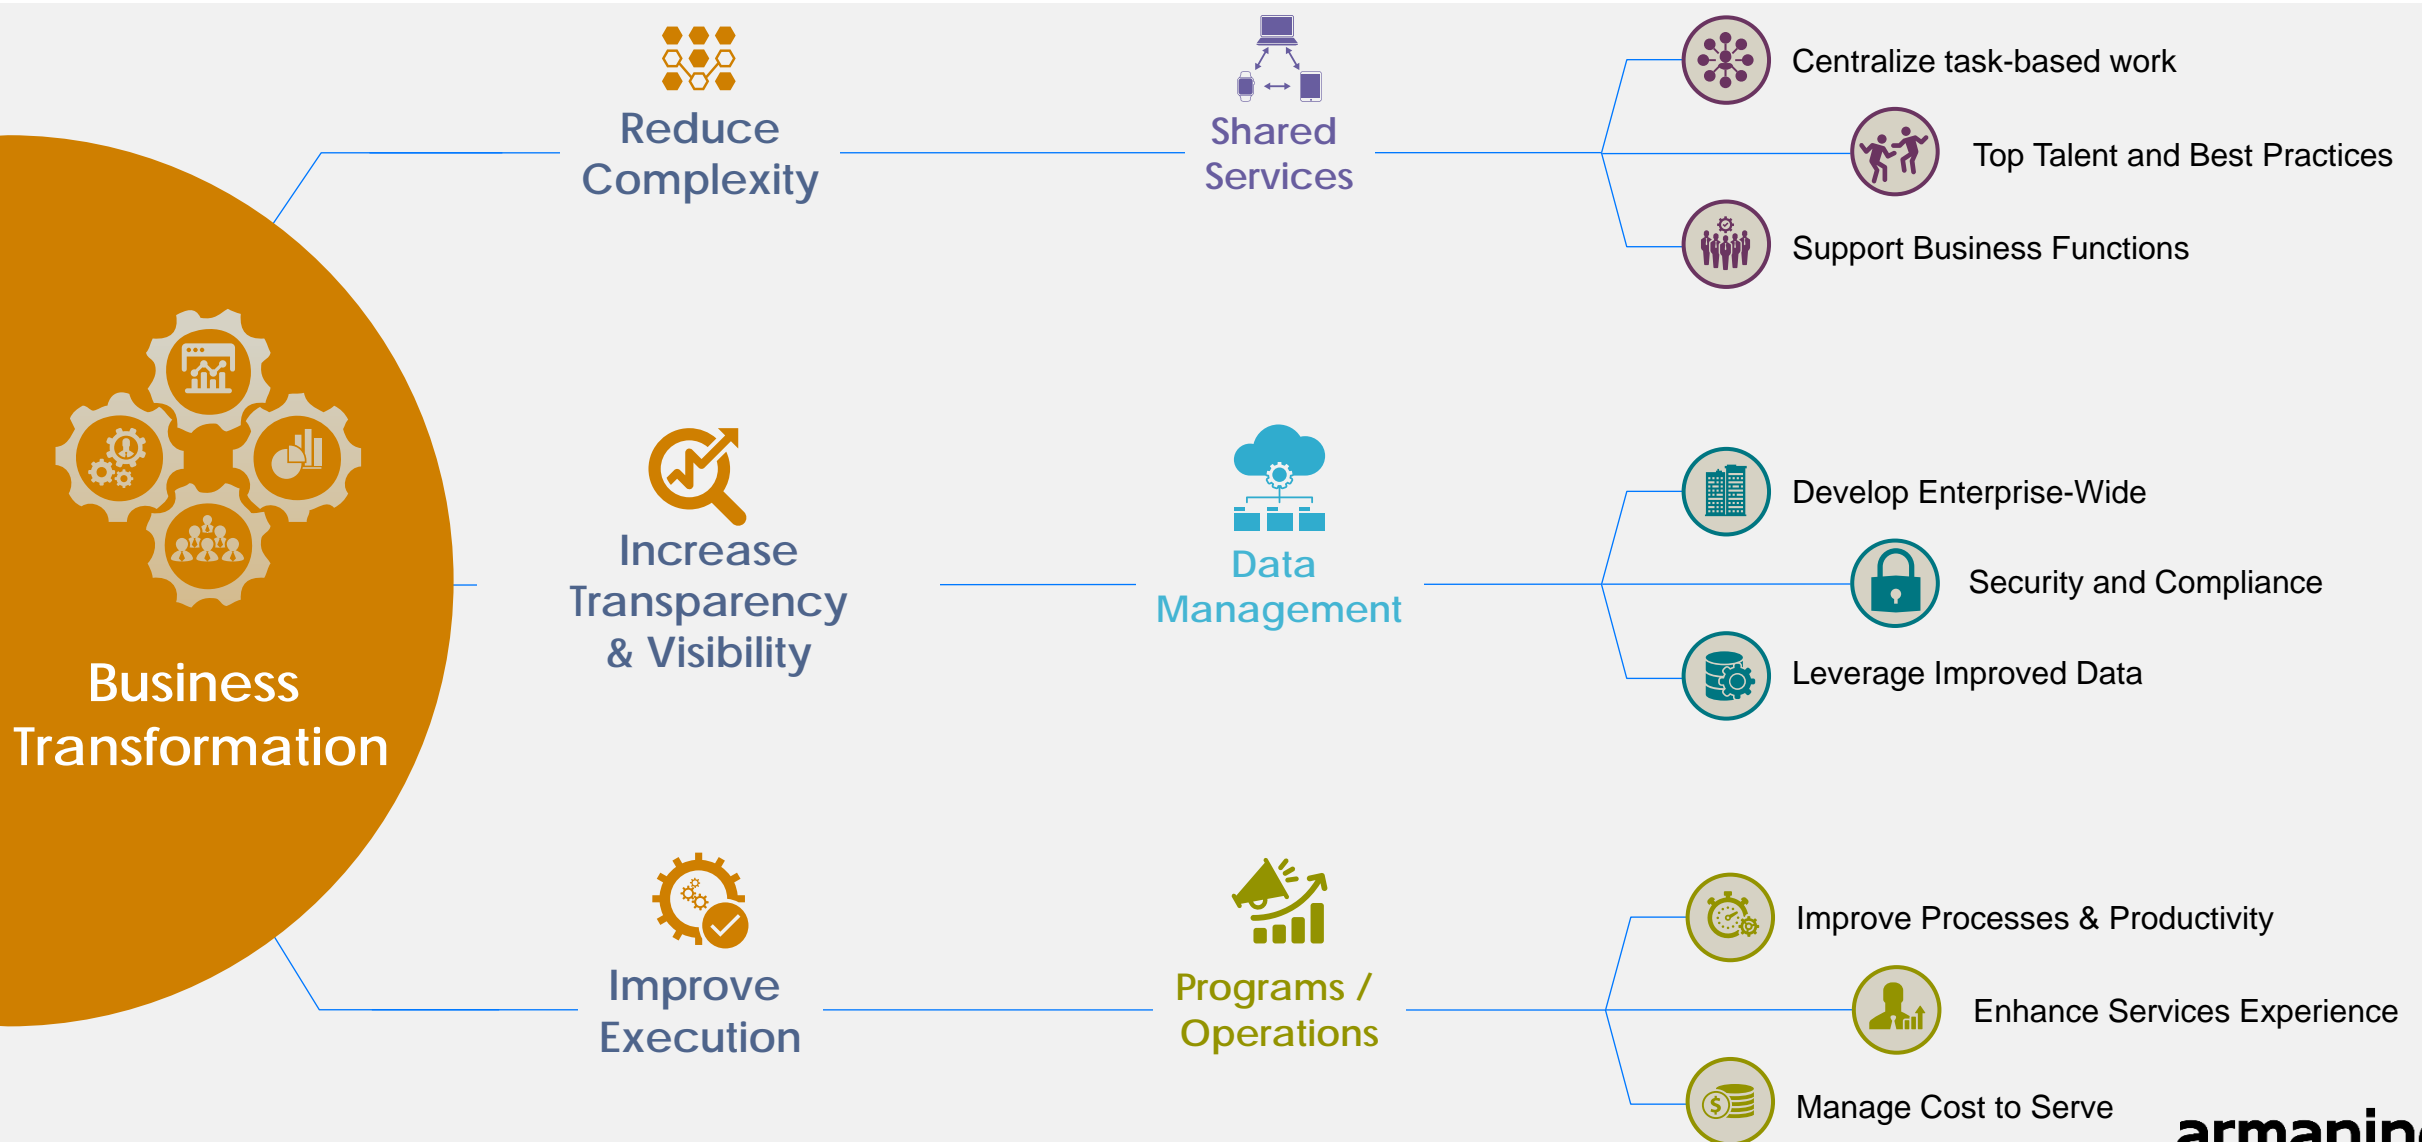 Business
Transformation
Reduce
Complexity
Shared
Services
Centralize task-based work
Top Talent and Best Practices
Support Business Functions
Increase
Transparency
& Visibility
Data
Management
Develop Enterprise-Wide
Security and Compliance
Leverage Improved Data
Improve
Execution
Programs /
Operations
Improve Processes & Productivity
Enhance Services Experience
Manage Cost to Serve